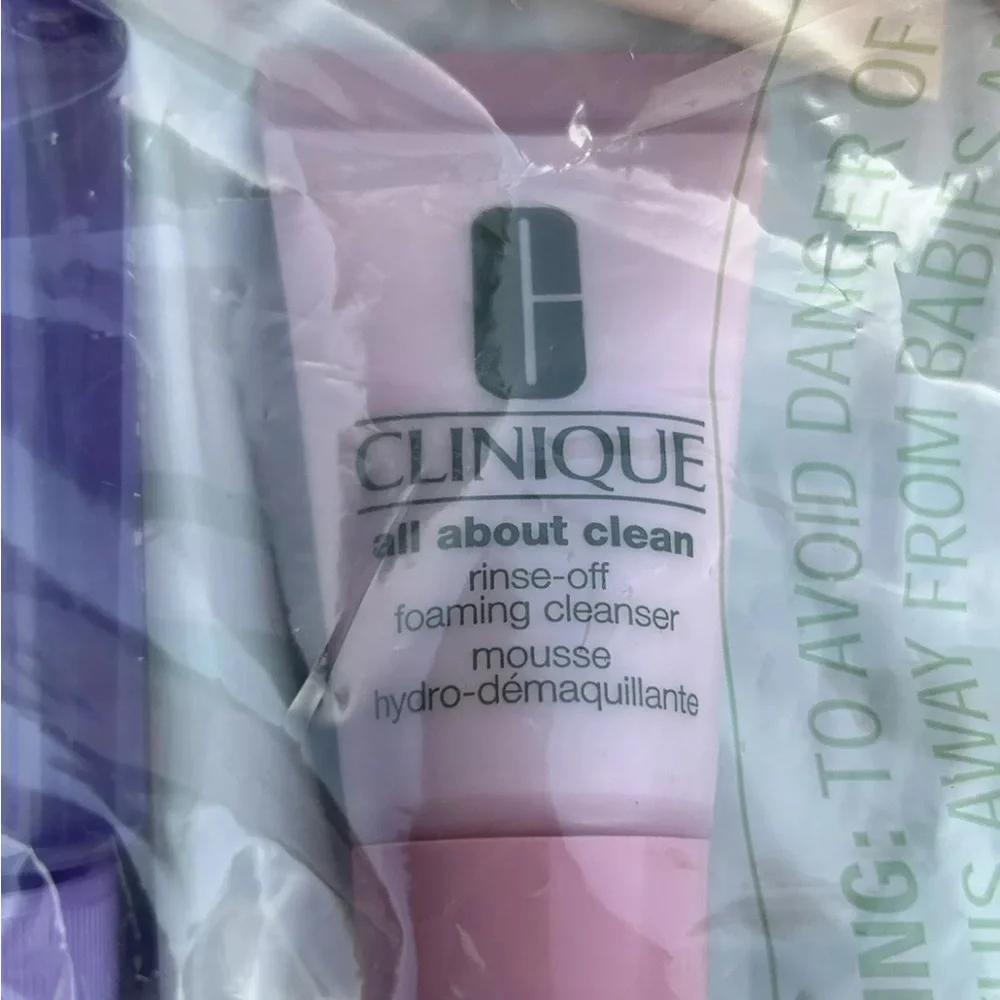 CLINIQUE
all about clean
rinse-off
foaming cleanser
mousse
hydro-démaquillante
TO AVOID DANGER OF
AWAY FROM BABIES